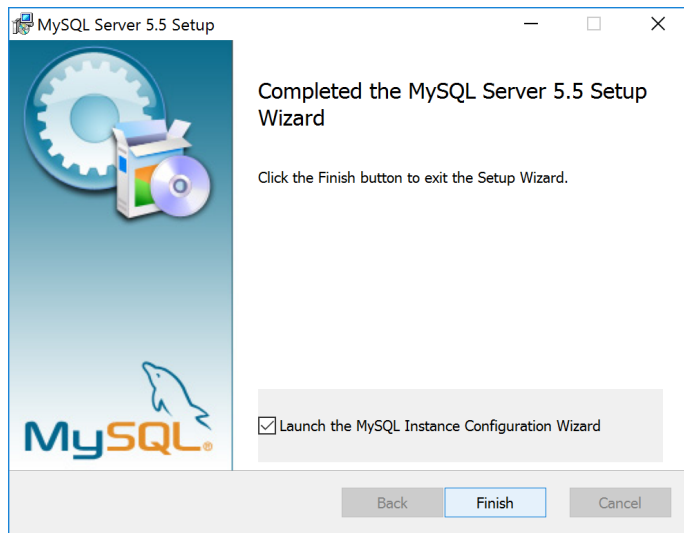 MySQL Server 5.5 Setup
Completed the MySQL Server 5.5 Setup
Wizard
Click the Finish button to exit the Setup Wizard.
MySQL®
Launch the MySQL Instance Configuration Wizard
Back
Finish
Cancel